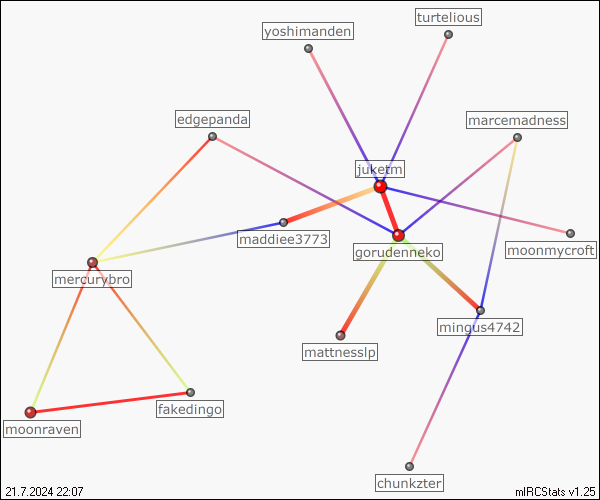 turtelious
yoshimanden
edgepanda
marcemadness
juketm
maddiee3773
gorudenneko
moonmycroft
mercurybro
mingus4742
mattnesslp
fakedingo
moonraven
chunkzter
21.7.2024 22:07
mIRCStats v1.25